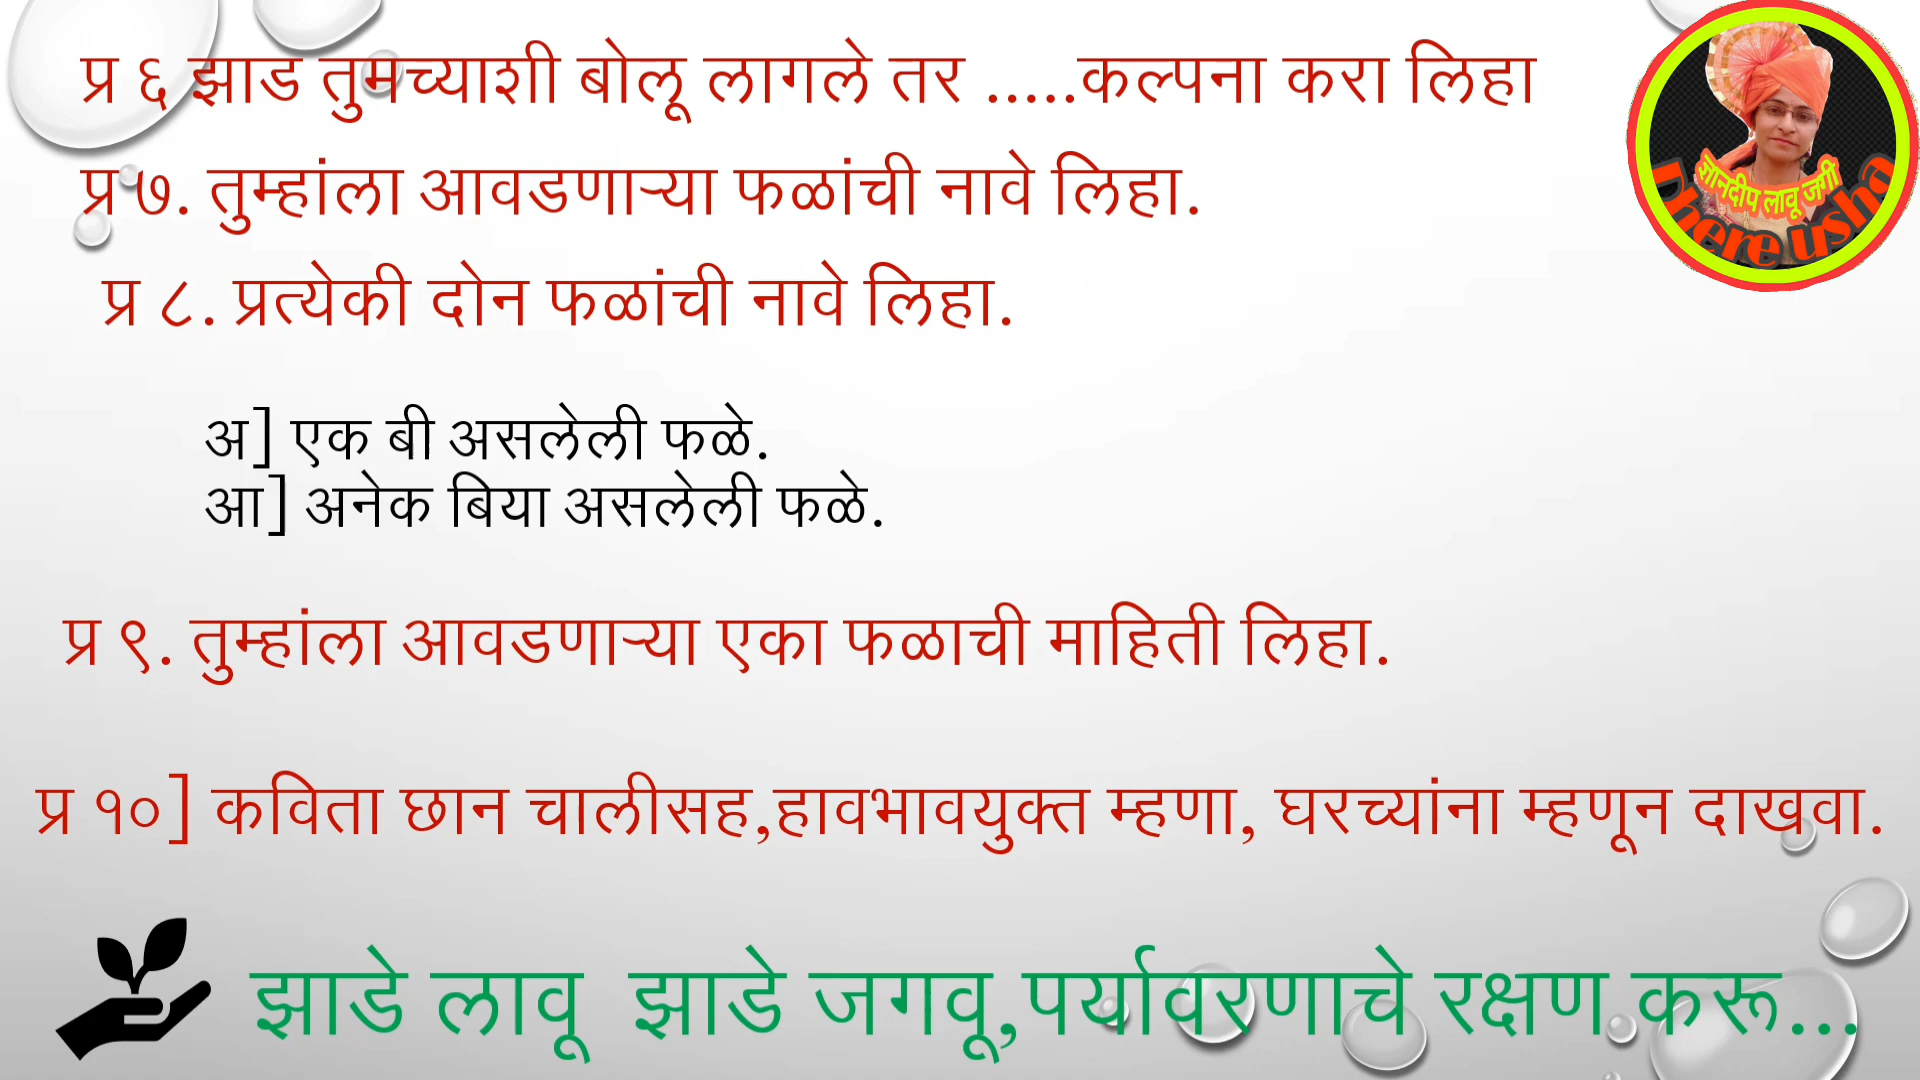 प्र ६ झाड तुमच्याशी बोलू लागले तर .....कल्पना करा लिहा
प्र ७. तुम्हांला आवडणाऱ्या फळांची नावे लिहा.
प्र ८. प्रत्येकी दोन फळांची नावे लिहा.
अ] एक बी असलेली फळे.
आ] अनेक बिया असलेली फळे.
प्र ९. तुम्हांला आवडणाऱ्या एका फळाची माहिती लिहा.
प्र १०] कविता छान चालीसह,हावभावयुक्त म्हणा, घरच्यांना म्हणून दाखवा.
झाडे लावू झाडे जगवू,पर्यावरणाचे रक्षण करू...
ज्ञानदीप लावू जगी
Dhere usha